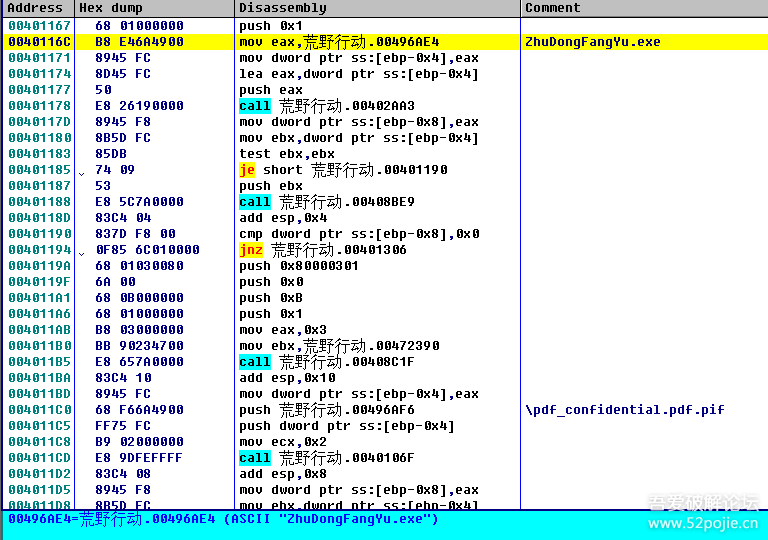 Address Hex dump Disassembly Comment
00401167 68 01000000 push 0x1
0040116C B8 E46A4900 mov eax,荒野行动.00496AE4 ZhuDongFangYu.exe
00401171 8945 FC mov dword ptr ss:[ebp-0x4],eax
00401174 8D45 FC lea eax,dword ptr ss:[ebp-0x4]
00401177 50 push eax
00401178 E8 26190000 call 荒野行动.00402AA3
0040117D 8945 F8 mov dword ptr ss:[ebp-0x8],eax
00401180 8B5D FC mov ebx,dword ptr ss:[ebp-0x4]
00401183 85DB test ebx,ebx
00401185 74 09 je short 荒野行动.00401190
00401187 53 push ebx
00401188 E8 5C7A0000 call 荒野行动.00408BE9
0040118D 83C4 04 add esp,0x4
00401190 837D F8 00 cmp dword ptr ss:[ebp-0x8],0x0
00401194 0F85 6C010000 jnz 荒野行动.00401306
0040119A 68 01030080 push 0x80000301
0040119F 6A 00 push 0x0
004011A1 68 0B000000 push 0xB
004011A6 68 01000000 push 0x1
004011AB B8 03000000 mov eax,0x3
004011B0 BB 90234700 mov ebx,荒野行动.00472390
004011B5 E8 657A0000 call 荒野行动.00408C1F
004011BA 83C4 10 add esp,0x10
004011BD 8945 FC mov dword ptr ss:[ebp-0x4],eax
004011C0 68 F66A4900 push 荒野行动.00496AF6 \pdf_confidential.pdf.pif
004011C5 FF75 FC push dword ptr ss:[ebp-0x4]
004011C8 B9 02000000 mov ecx,0x2
004011CD E8 9DFEFFFF call 荒野行动.0040106F
004011D2 83C4 08 add esp,0x8
004011D5 8945 F8 mov dword ptr ss:[ebp-0x8],eax
004011D8 8B5D FC mov ebx,dword ptr ss:[ebp-0x4]
00496AE4=荒野行动.00496AE4 (ASCII "ZhuDongFangYu.exe")
吾爱破解论坛
www.52pojie.cn